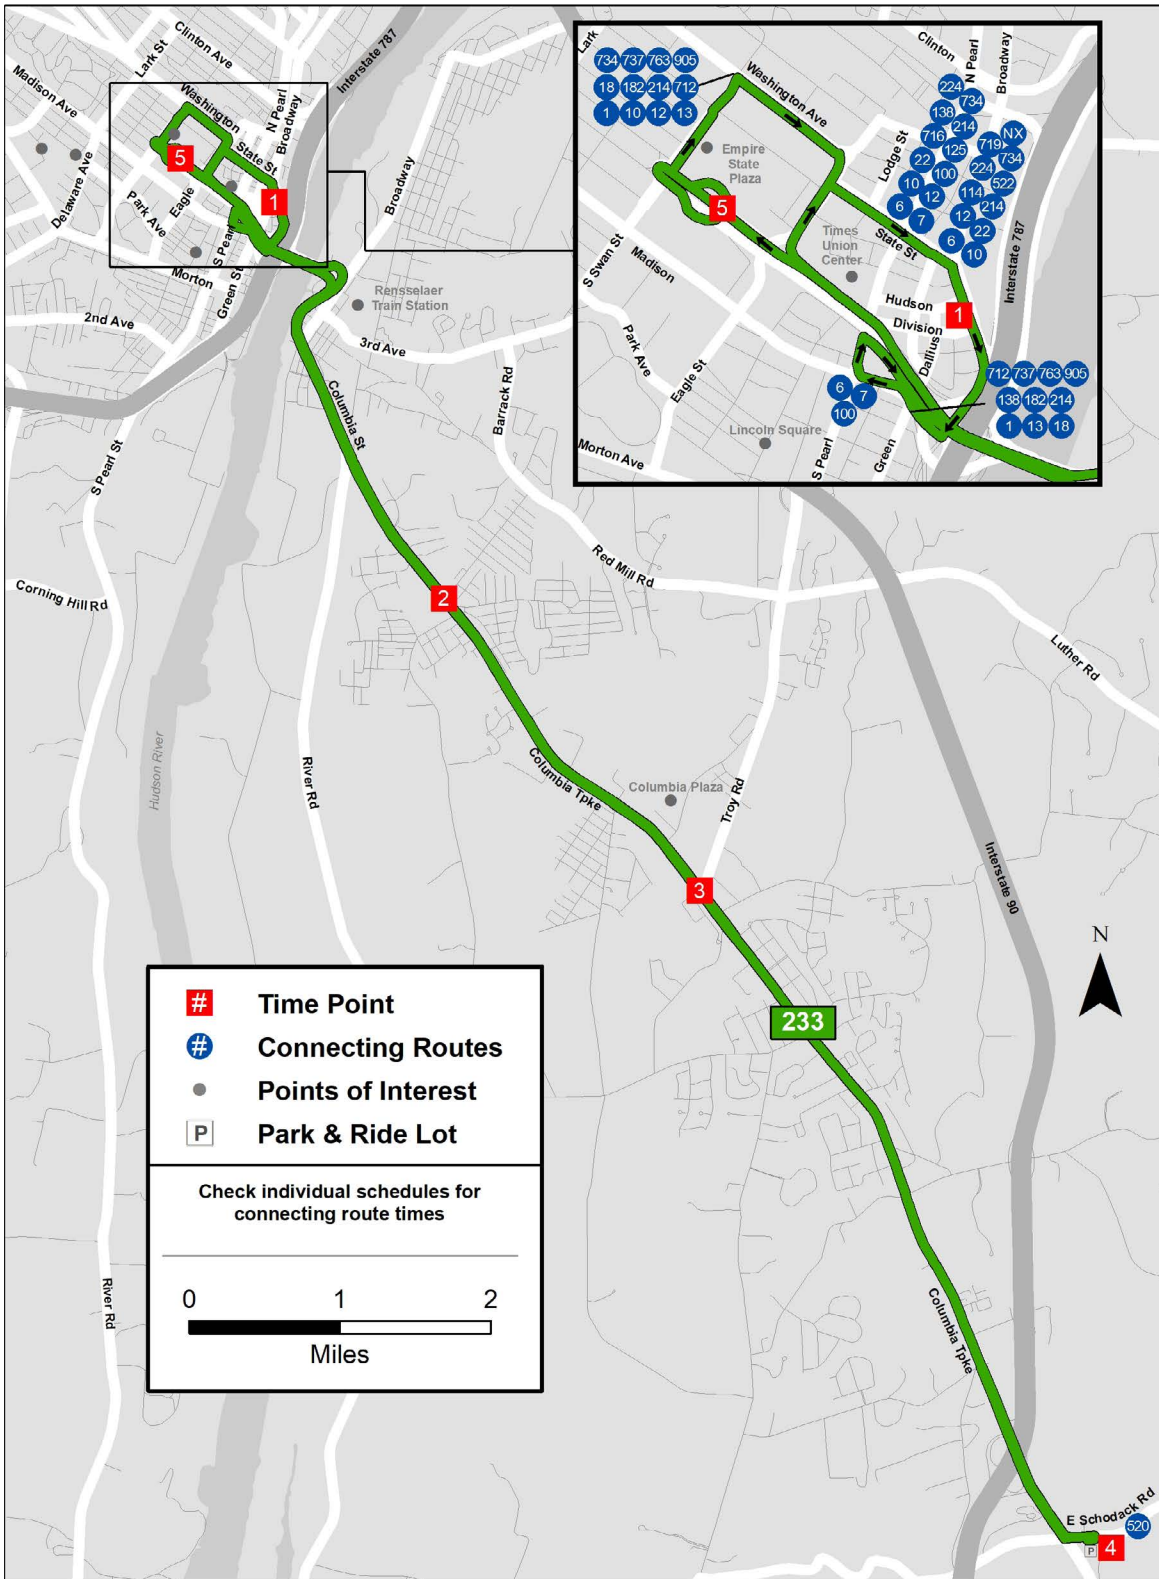 Clinton Ave
Lark St
Madison Ave
Washington
N Pearl
Broadway
Interstate 787
State St
5
1
Delaware Ave
Eagle
Park Ave
S Pearl
Morton
Green St
Broadway
Rensselaer
Train Station
2nd Ave
3rd Ave
Barrack Rd
Columbia St
S Pearl St
Corning Hill Rd
2
Red Mill Rd
Luther Rd
Hudson River
River Rd
Columbia Tpke
Columbia Plaza
Troy Rd
3
Interstate 90
233
N
Columbia Tpke
River Rd
E Schodack Rd
520
P
4
Lark
734 737 763 905
18 182 214 712
1 10 12 13
Washington Ave
Clinton
N Pearl
Broadway
224
734
138
214
716
125
22
100
10
12
6
7
NX
719
734
224
522
114
214
12
22
6
10
Lodge St
Empire
State
Plaza
5
Times
Union
Center
State St
Interstate 787
S Swan St
Madison
Hudson
Division
1
Dallius
Park Ave
Eagle St
6 7
100
712 737 763 905
138 182 214
1 13 18
Lincoln Square
Morton Ave
S Pearl
Green
# Time Point
# Connecting Routes
Points of Interest
P Park & Ride Lot
Check individual schedules for
connecting route times
0 1 2
Miles